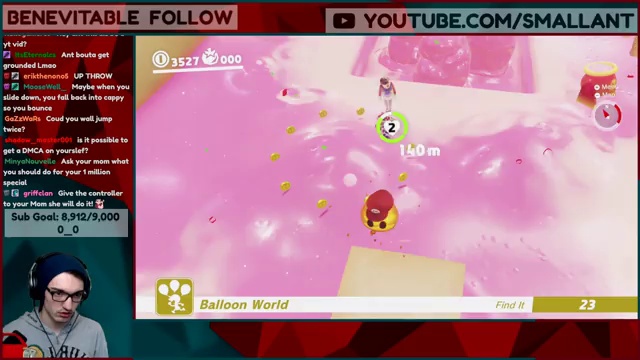 BENEVITABLE FOLLOW
YOUTUBE.COM/SMALLANT
yt vid?
Ant bouta get
grounded Lmao
erikthenono5 UP THROW
MooseWell_ Maybe when you
slide down, you fall back into cappy
so you bounce
GaZzWaRs Coud you wall jump
twice?
shadow_master001 is it possible to
get a DMCA on yourslef?
MinyaNouvelle Ask your mom what
you should do for your 1 million
special
griffclan Give the controller
to your Mom she will do it!
Sub Goal: 8,912/9,000
0_0
3527
000
2
140m
Balloon World
Find It
23